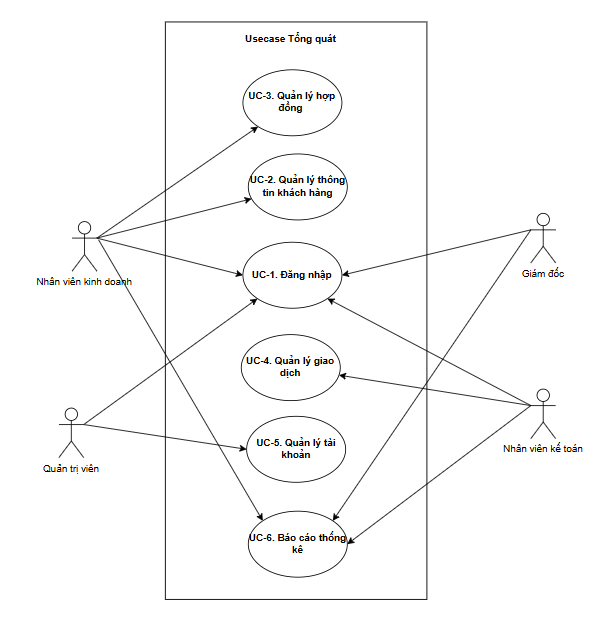 Usecase Tổng quát
UC-3. Quản lý hợp
đồng
UC-2. Quản lý thông
tin khách hàng
Nhân viên kinh doanh
UC-1. Đăng nhập
Giám đốc
UC-4. Quản lý giao
dịch
Quản trị viên
UC-5. Quản lý tài
khoản
Nhân viên kế toán
UC-6. Báo cáo thống
kê